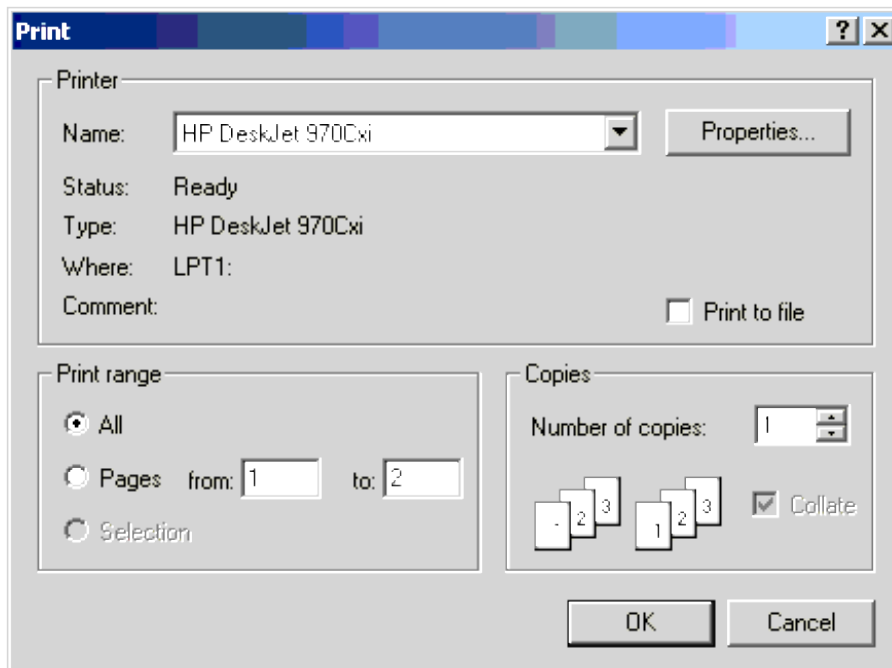 Print
Printer
Name: HP DeskJet 970Cxi Properties...
Status: Ready
Type: HP DeskJet 970Cxi
Where: LPT1:
Comment:
Print to file
Print range
All
Pages from: 1 to: 2
Selection
Copies
Number of copies: 1
- 2 3 1 2 3 Collate
OK Cancel